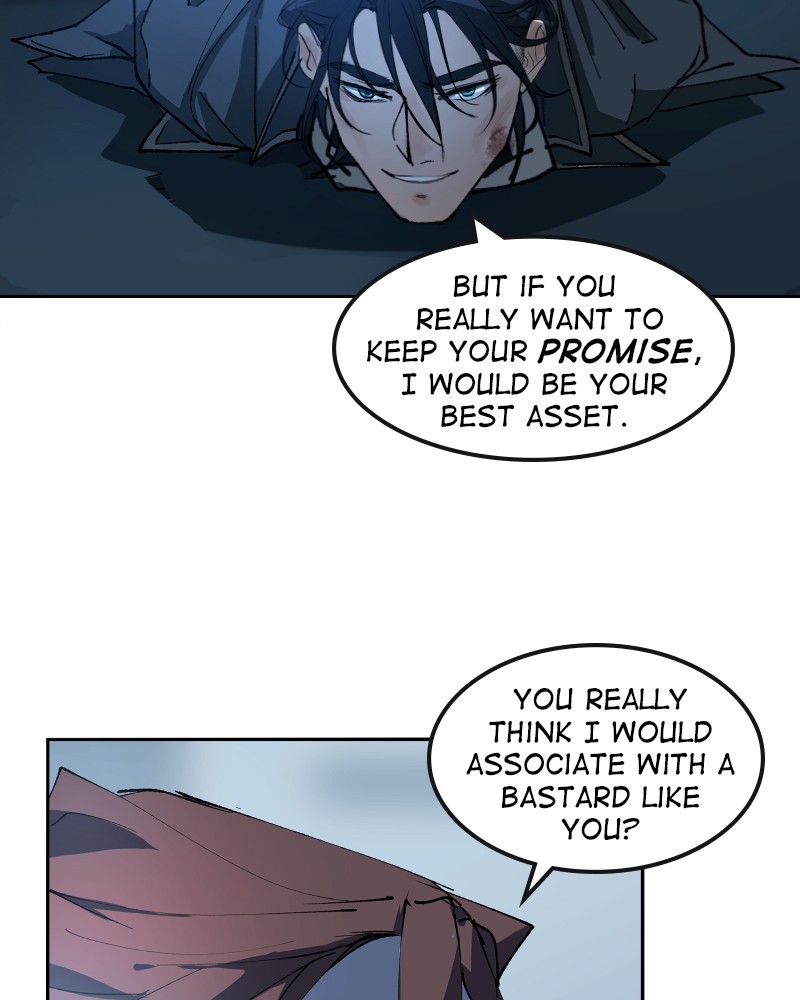 BUT IF YOU
REALLY WANT TO
KEEP YOUR PROMISE,
I WOULD BE YOUR
BEST ASSET.
YOU REALLY
THINK I WOULD
ASSOCIATE WITH A
BASTARD LIKE
YOU?